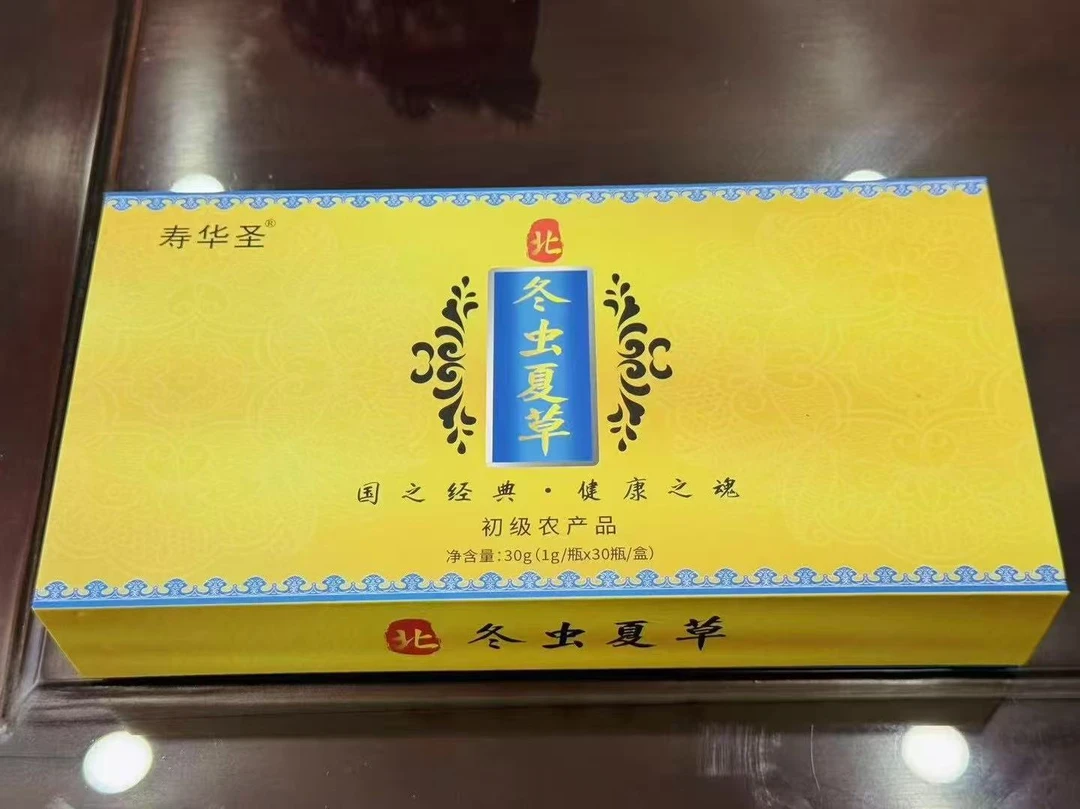 寿华圣®
北
冬虫夏草
国之经典·健康之魂
初级农产品
净含量:30g(1g/瓶x30瓶/盒)
北 冬虫夏草